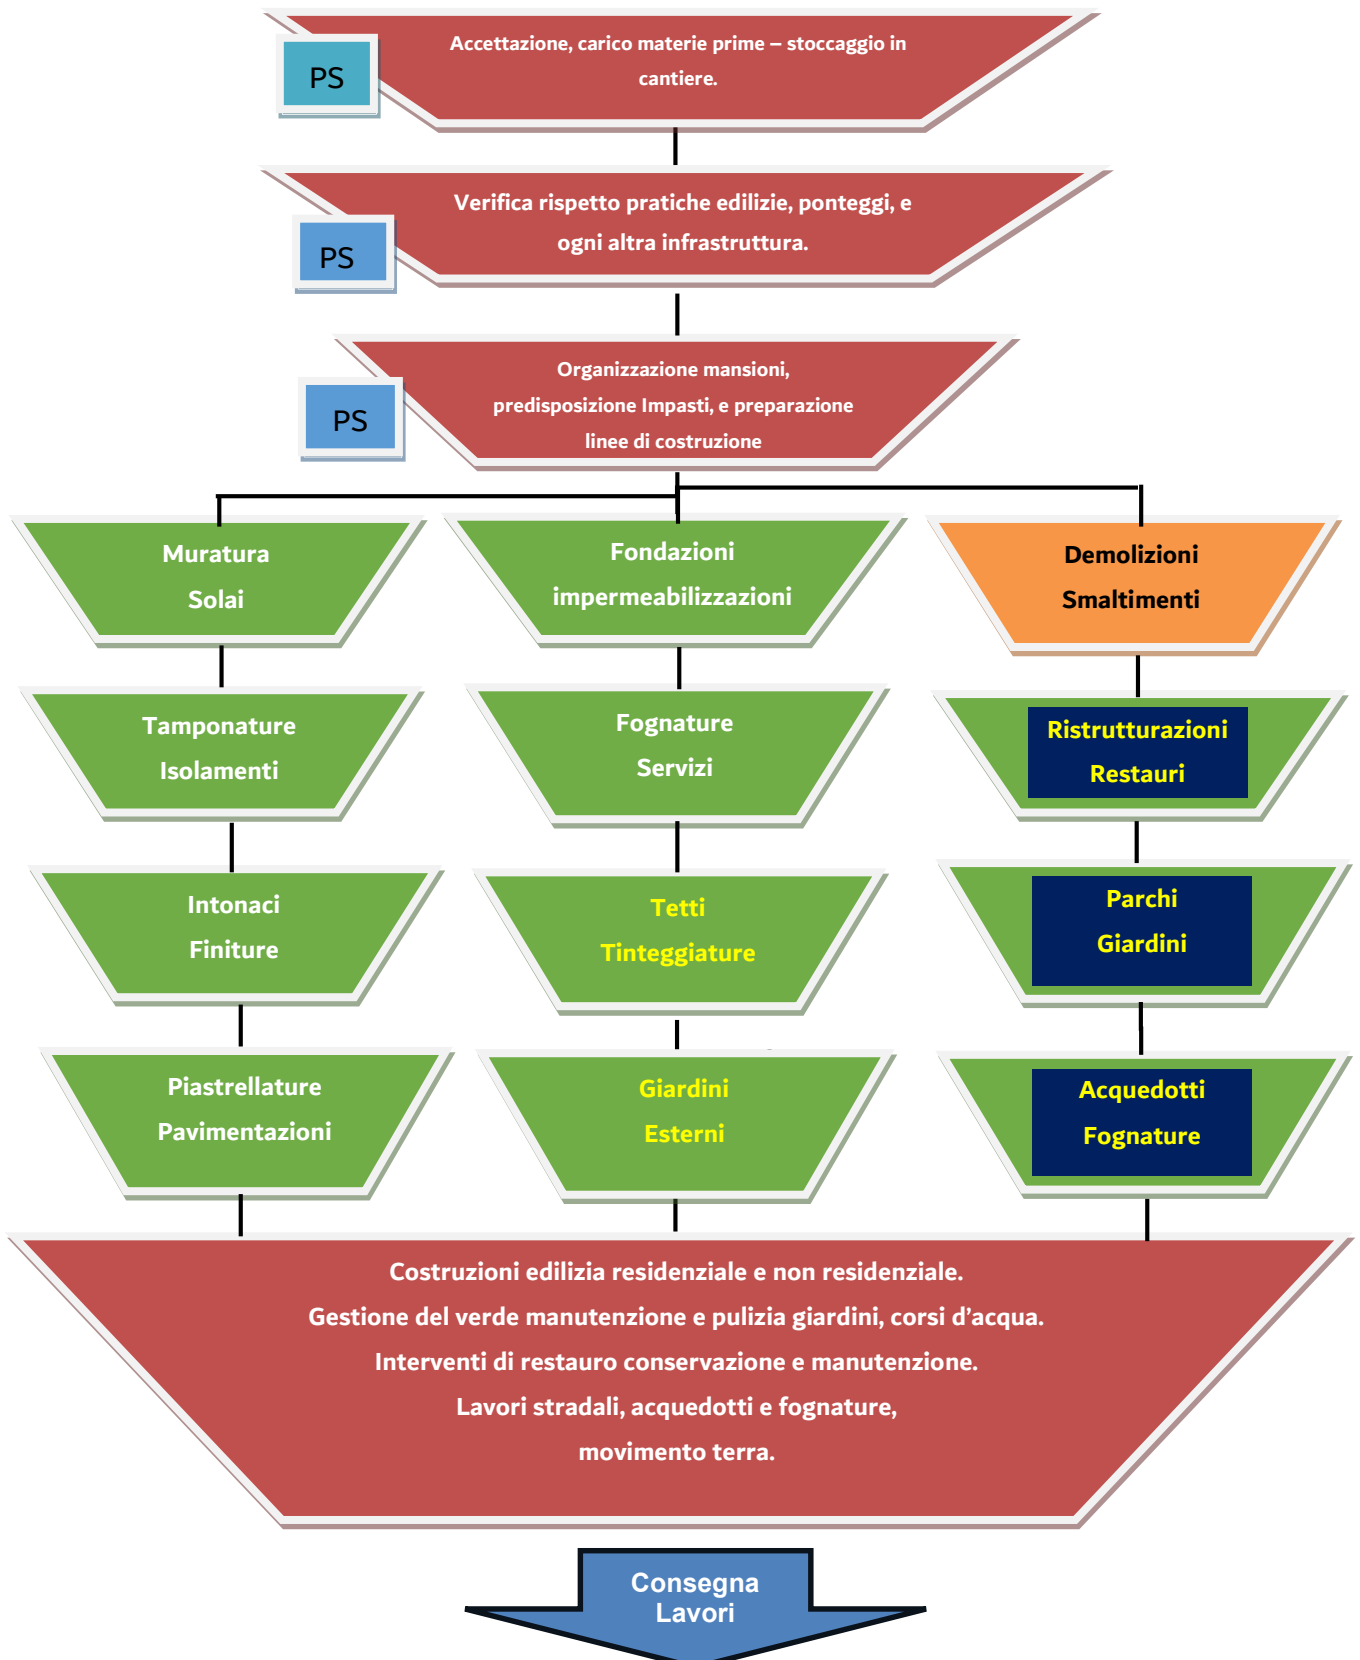 Accettazione, carico materie prime – stoccaggio in
cantiere.
PS
Verifica rispetto pratiche edilizie, ponteggi, e
ogni altra infrastruttura.
PS
Organizzazione mansioni,
predisposizione Impasti, e preparazione
linee di costruzione
PS
Muratura
Solai
Fondazioni
impermeabilizzazioni
Demolizioni
Smaltimenti
Tamponature
Isolamenti
Fognature
Servizi
Ristrutturazioni
Restauri
Intonaci
Finiture
Tetti
Tinteggiature
Parchi
Giardini
Piastrellature
Pavimentazioni
Giardini
Esterni
Acquedotti
Fognature
Costruzioni edilizia residenziale e non residenziale.
Gestione del verde manutenzione e pulizia giardini, corsi d'acqua.
Interventi di restauro conservazione e manutenzione.
Lavori stradali, acquedotti e fognature,
movimento terra.
Consegna
Lavori